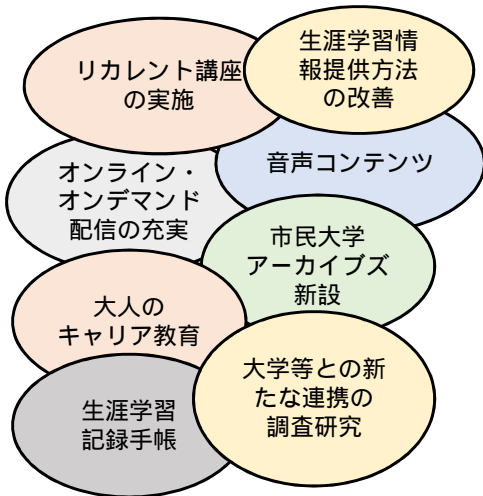 リカレント講座
の実施
生涯学習情
報提供方法
の改善
オンライン・
オンデマンド
配信の充実
音声コンテンツ
市民大学
アーカイブズ
新設
大人の
キャリア教育
大学等との新
たな連携の
調査研究
生涯学習
記録手帳